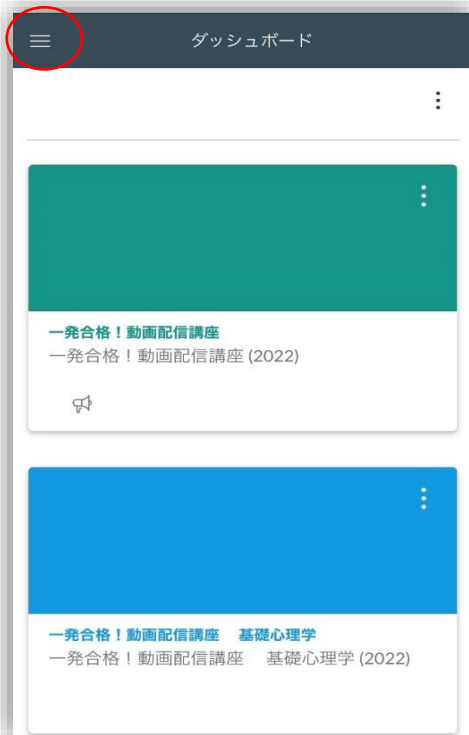 ダッシュボード
一発合格！動画配信講座
一発合格！動画配信講座 (2022)
一発合格！動画配信講座　基礎心理学
一発合格！動画配信講座　基礎心理学 (2022)